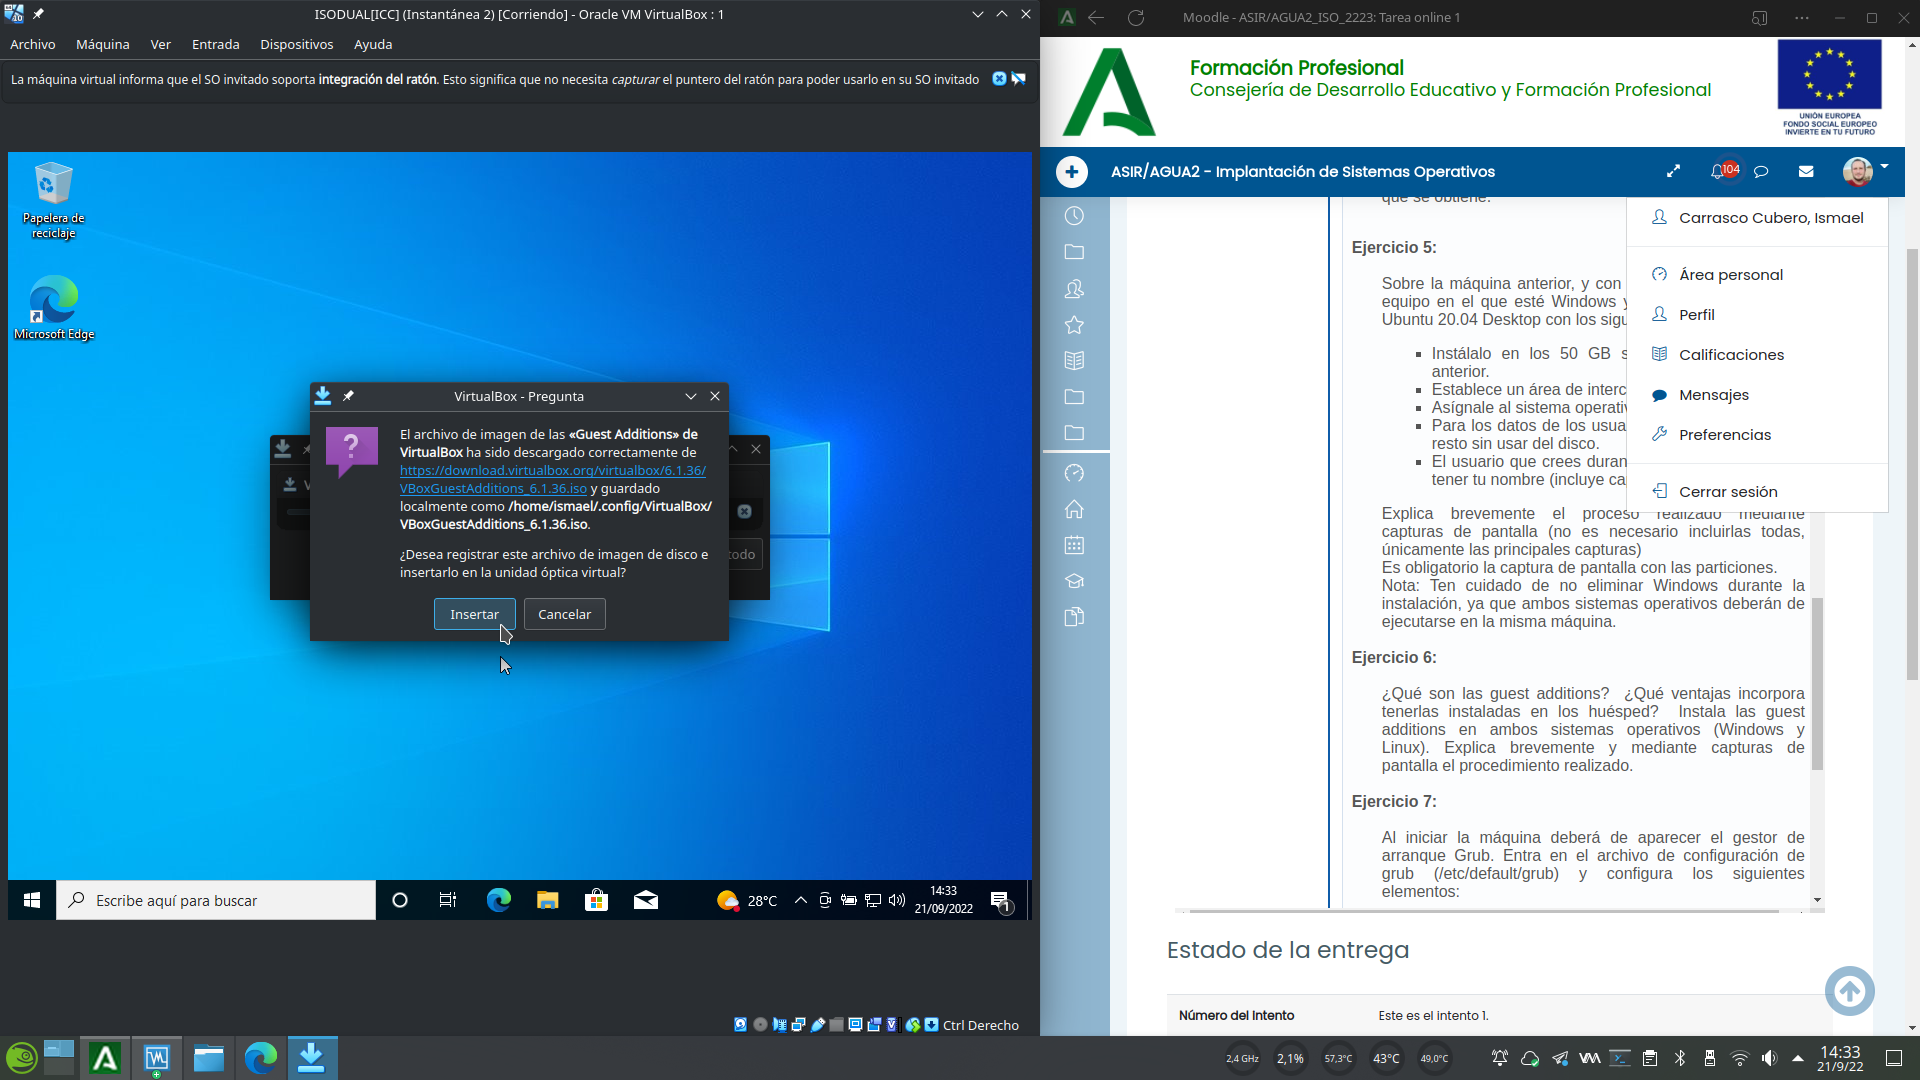 ISODUAL[ICC] (Instantánea 2) [Corriendo] - Oracle VM VirtualBox : 1
Archivo Máquina Ver Entrada Dispositivos Ayuda
La máquina virtual informa que el SO invitado soporta integración del ratón. Esto significa que no necesita capturar el puntero del ratón para poder usarlo en su SO invitado
Papelera de
reciclaje
Microsoft Edge
VirtualBox - Pregunta
El archivo de imagen de las «Guest Additions» de
VirtualBox ha sido descargado correctamente de
https://download.virtualbox.org/virtualbox/6.1.36/
VBoxGuestAdditions_6.1.36.iso y guardado
localmente como /home/ismael/.config/VirtualBox/
VBoxGuestAdditions_6.1.36.iso.
¿Desea registrar este archivo de imagen de disco e
insertarlo en la unidad óptica virtual?
Insertar Cancelar
todo
Escribe aquí para buscar
28°C
14:33
21/09/2022
1
Ctrl Derecho
Moodle - ASIR/AGUA2_ISO_2223: Tarea online 1
Formación Profesional
Consejería de Desarrollo Educativo y Formación Profesional
UNIÓN EUROPEA
FONDO SOCIAL EUROPEO
INVIERTE EN TU FUTURO
ASIR/AGUA2 - Implantación de Sistemas Operativos
104
que se obtiene.
Carrasco Cubero, Ismael
Área personal
Perfil
Calificaciones
Mensajes
Preferencias
Cerrar sesión
Ejercicio 5:
Sobre la máquina anterior, y con
equipo en el que esté Windows y
Ubuntu 20.04 Desktop con los sigu
Instálalo en los 50 GB s
anterior.
Establece un área de interc
Asígnale al sistema operativ
Para los datos de los usua
resto sin usar del disco.
El usuario que crees duran
tener tu nombre (incluye ca
Explica brevemente el proceso realizado mediante
capturas de pantalla (no es necesario incluirlas todas,
únicamente las principales capturas)
Es obligatorio la captura de pantalla con las particiones.
Nota: Ten cuidado de no eliminar Windows durante la
instalación, ya que ambos sistemas operativos deberán de
ejecutarse en la misma máquina.
Ejercicio 6:
¿Qué son las guest additions? ¿Qué ventajas incorpora
tenerlas instaladas en los huésped? Instala las guest
additions en ambos sistemas operativos (Windows y
Linux). Explica brevemente y mediante capturas de
pantalla el procedimiento realizado.
Ejercicio 7:
Al iniciar la máquina deberá de aparecer el gestor de
arranque Grub. Entra en el archivo de configuración de
grub (/etc/default/grub) y configura los siguientes
elementos:
Estado de la entrega
Número del Intento Este es el intento 1.
2,4 GHz 2,1% 57,3°C 43°C 49,0°C
14:33
21/9/22